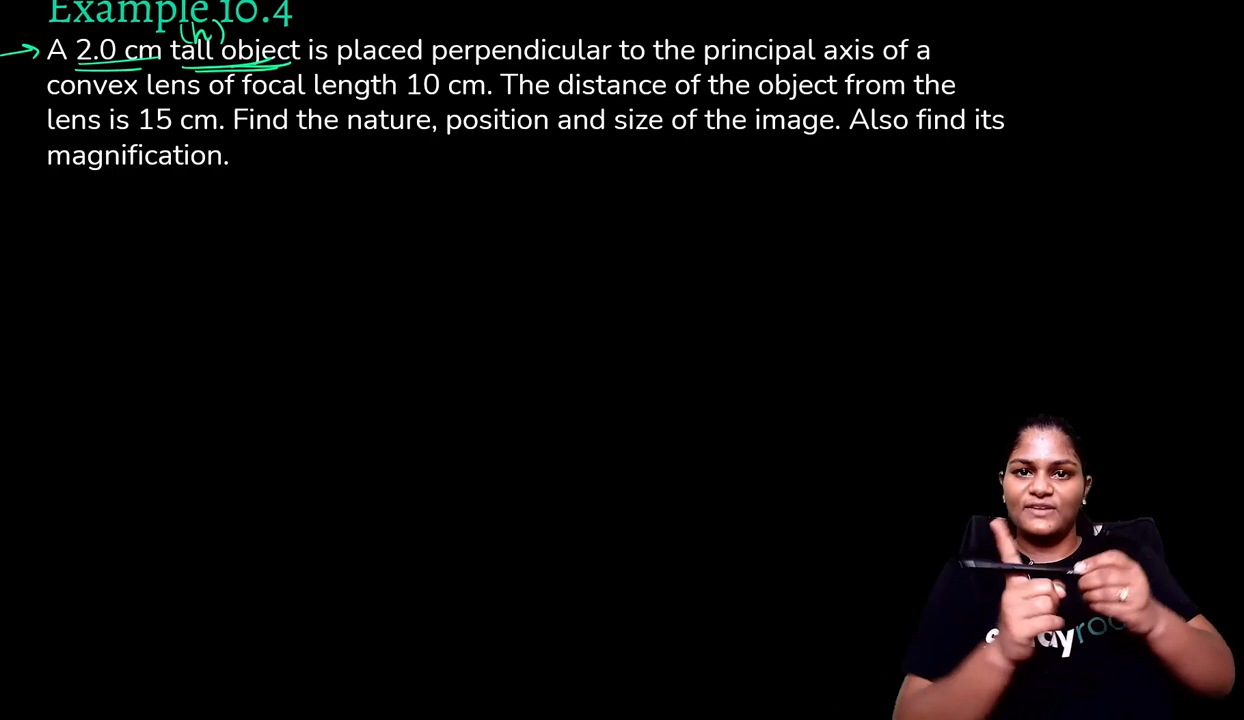 Example 10.4
(h)
A 2.0 cm tall object is placed perpendicular to the principal axis of a
convex lens of focal length 10 cm. The distance of the object from the
lens is 15 cm. Find the nature, position and size of the image. Also find its
magnification.